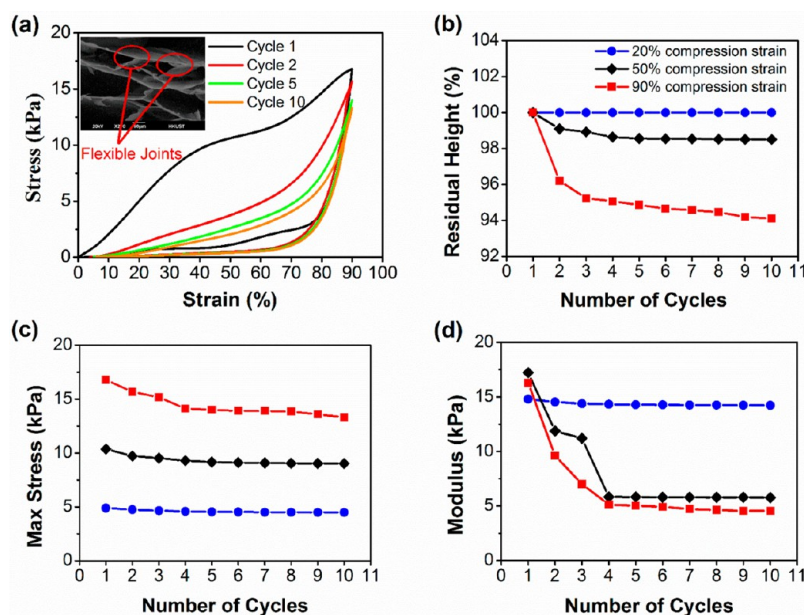 (a)
20
15
10
5
0
Stress (kPa)
Cycle 1
Cycle 2
Cycle 5
Cycle 10
Flexible Joints
0 10 20 30 40 50 60 70 80 90 100
Strain (%)
(b)
104
102
100
98
96
94
92
Residual Height (%)
20% compression strain
50% compression strain
90% compression strain
0 1 2 3 4 5 6 7 8 9 10 11
Number of Cycles
(c)
20
15
10
5
0
Max Stress (kPa)
0 1 2 3 4 5 6 7 8 9 10 11
Number of Cycles
(d)
20
15
10
5
0
Modulus (kPa)
0 1 2 3 4 5 6 7 8 9 10 11
Number of Cycles